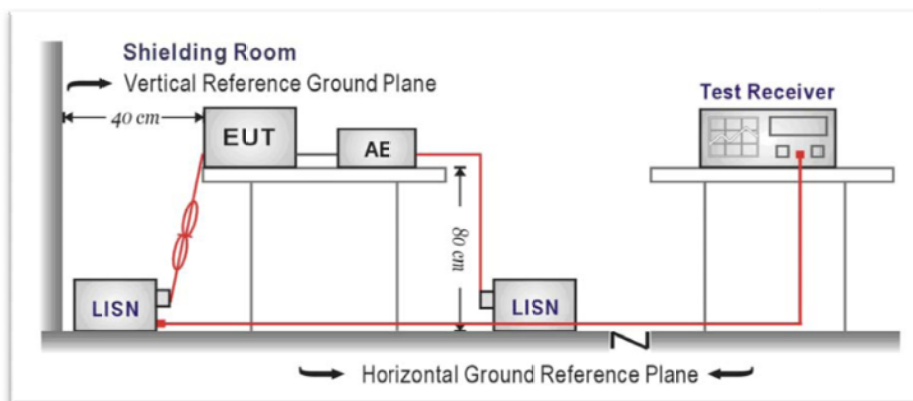 Shielding Room
Vertical Reference Ground Plane
Test Receiver
40 cm
EUT
AE
80 cm
LISN
LISN
Horizontal Ground Reference Plane